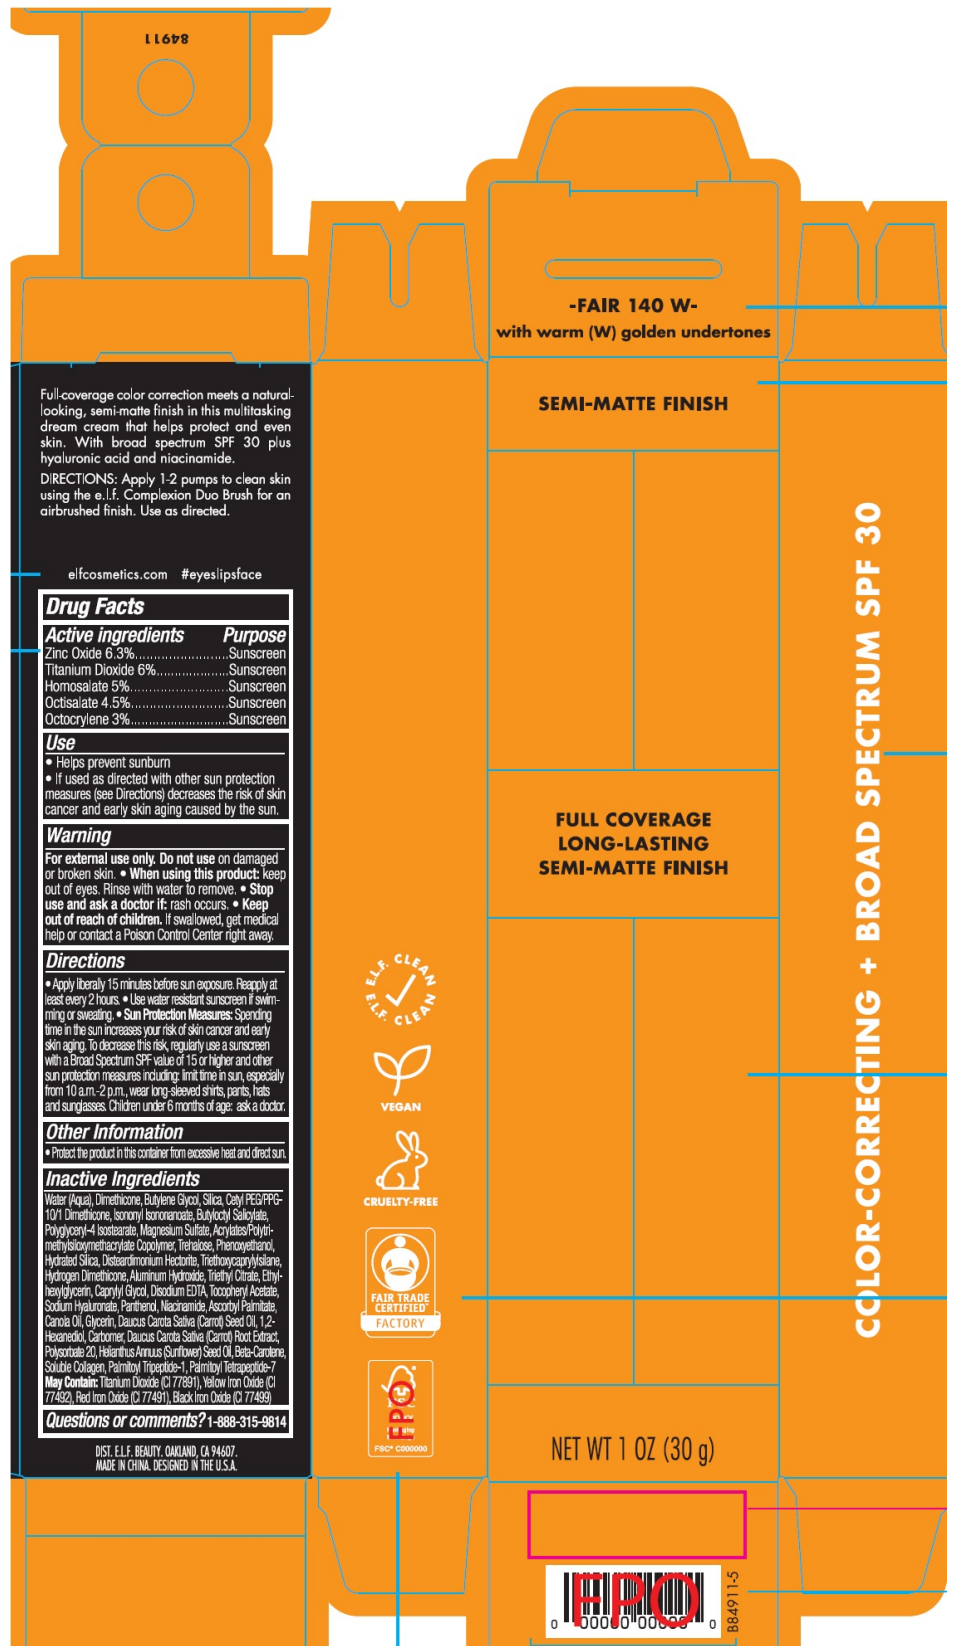 84911
-FAIR 140 W-
with warm (W) golden undertones
SEMI-MATTE FINISH
Full-coverage color correction meets a natural-
looking, semi-matte finish in this multitasking
dream cream that helps protect and even
skin. With broad spectrum SPF 30 plus
hyaluronic acid and niacinamide.
DIRECTIONS: Apply 1-2 pumps to clean skin
using the e.l.f. Complexion Duo Brush for an
airbrushed finish. Use as directed.
elfcosmetics.com #eyeslipsface
Drug Facts
Active ingredients Purpose
Zinc Oxide 6.3%.........................Sunscreen
Titanium Dioxide 6%...................Sunscreen
Homosalate 5%..........................Sunscreen
Octisalate 4.5%..........................Sunscreen
Octocrylene 3%..........................Sunscreen
Use
• Helps prevent sunburn
• If used as directed with other sun protection
measures (see Directions) decreases the risk of skin
cancer and early skin aging caused by the sun.
Warning
For external use only. Do not use on damaged
or broken skin. • When using this product: keep
out of eyes. Rinse with water to remove. • Stop
use and ask a doctor if: rash occurs. • Keep
out of reach of children. If swallowed, get medical
help or contact a Poison Control Center right away.
Directions
• Apply liberally 15 minutes before sun exposure. Reapply at
least every 2 hours. • Use water resistant sunscreen if swim-
ming or sweating. • Sun Protection Measures: Spending
time in the sun increases your risk of skin cancer and early
skin aging. To decrease this risk, regularly use a sunscreen
with a Broad Spectrum SPF value of 15 or higher and other
sun protection measures including: limit time in sun, especially
from 10 a.m.-2 p.m., wear long-sleeved shirts, pants, hats
and sunglasses. Children under 6 months of age: ask a doctor.
Other Information
• Protect the product in this container from excessive heat and direct sun.
Inactive Ingredients
Water (Aqua), Dimethicone, Butylene Glycol, Silica, Cetyl PEG/PPG-
10/1 Dimethicone, Isononyl Isononanoate, Butyloctyl Salicylate,
Polyglyceryl-4 Isostearate, Magnesium Sulfate, Acrylates/Polytri-
methylsiloxymethacrylate Copolymer, Trehalose, Phenoxyethanol,
Hydrated Silica, Disteardimonium Hectorite, Triethoxycaprylylsilane,
Hydrogen Dimethicone, Aluminum Hydroxide, Triethyl Citrate, Ethyl-
hexylglycerin, Caprylyl Glycol, Disodium EDTA, Tocopheryl Acetate,
Sodium Hyaluronate, Panthenol, Niacinamide, Ascorbyl Palmitate,
Canola Oil, Glycerin, Daucus Carota Sativa (Carrot) Seed Oil, 1,2-
Hexanediol, Carbomer, Daucus Carota Sativa (Carrot) Root Extract,
Polysorbate 20, Helianthus Annuus (Sunflower) Seed Oil, Beta-Carotene,
Soluble Collagen, Palmitoyl Tripeptide-1, Palmitoyl Tetrapeptide-7
May Contain: Titanium Dioxide (CI 77891), Yellow Iron Oxide (CI
77492), Red Iron Oxide (CI 77491), Black Iron Oxide (CI 77499)
Questions or comments? 1-888-315-9814
DIST. E.L.F. BEAUTY. OAKLAND, CA 94607.
MADE IN CHINA. DESIGNED IN THE U.S.A.
E.L.F. CLEAN
E.L.F. CLEAN
VEGAN
CRUELTY-FREE
FAIR TRADE
CERTIFIED™
FACTORY
FPO
FSC® C000000
FULL COVERAGE
LONG-LASTING
SEMI-MATTE FINISH
NET WT 1 OZ (30 g)
FPO
0 00000 00000 0
B84911-5
COLOR-CORRECTING + BROAD SPECTRUM SPF 30